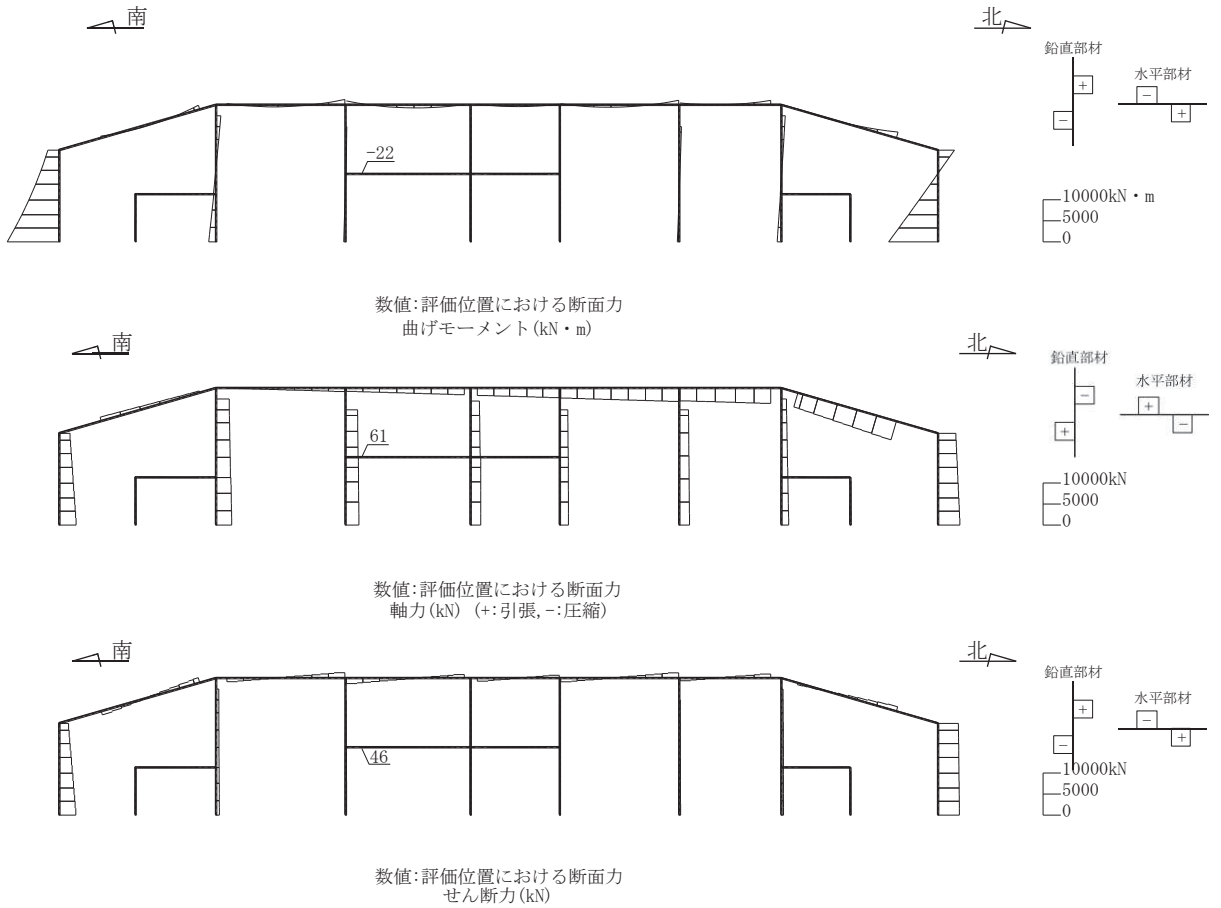 南
北
鉛直部材
水平部材
+
−
−
+
-22
10000kN・m
5000
0
数値:評価位置における断面力
曲げモーメント(kN・m)
南
北
鉛直部材
水平部材
−
+
+
−
61
10000kN
5000
0
数値:評価位置における断面力
軸力(kN) (+:引張,-:圧縮)
南
北
鉛直部材
水平部材
+
−
−
+
46
10000kN
5000
0
数値:評価位置における断面力
せん断力(kN)